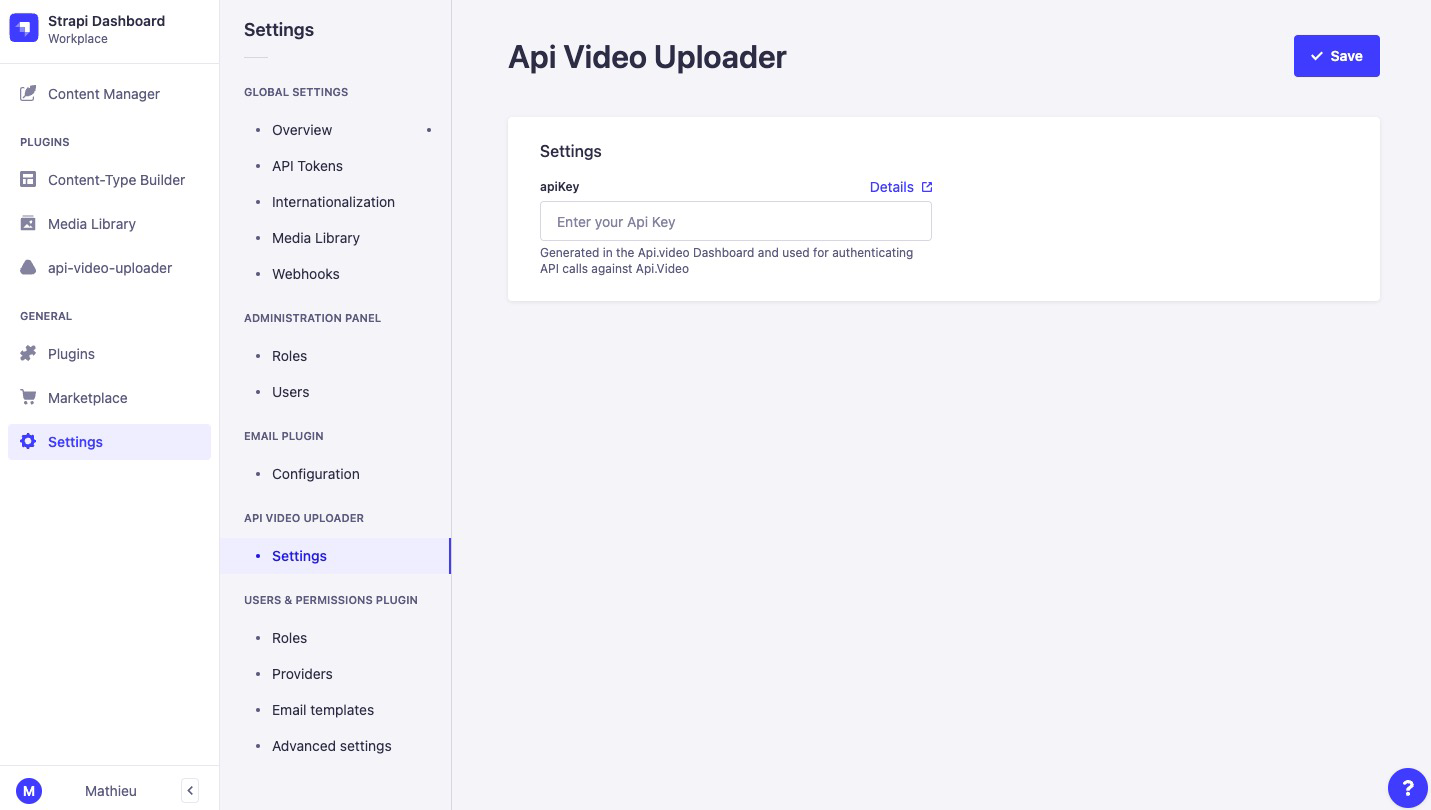 Strapi Dashboard
Workplace
Content Manager
PLUGINS
Content-Type Builder
Media Library
api-video-uploader
GENERAL
Plugins
Marketplace
Settings
M
Mathieu
Settings
GLOBAL SETTINGS
Overview
API Tokens
Internationalization
Media Library
Webhooks
ADMINISTRATION PANEL
Roles
Users
EMAIL PLUGIN
Configuration
API VIDEO UPLOADER
Settings
USERS & PERMISSIONS PLUGIN
Roles
Providers
Email templates
Advanced settings
Api Video Uploader
Save
Settings
apiKey
Details
Enter your Api Key
Generated in the Api.video Dashboard and used for authenticating
API calls against Api.Video
?